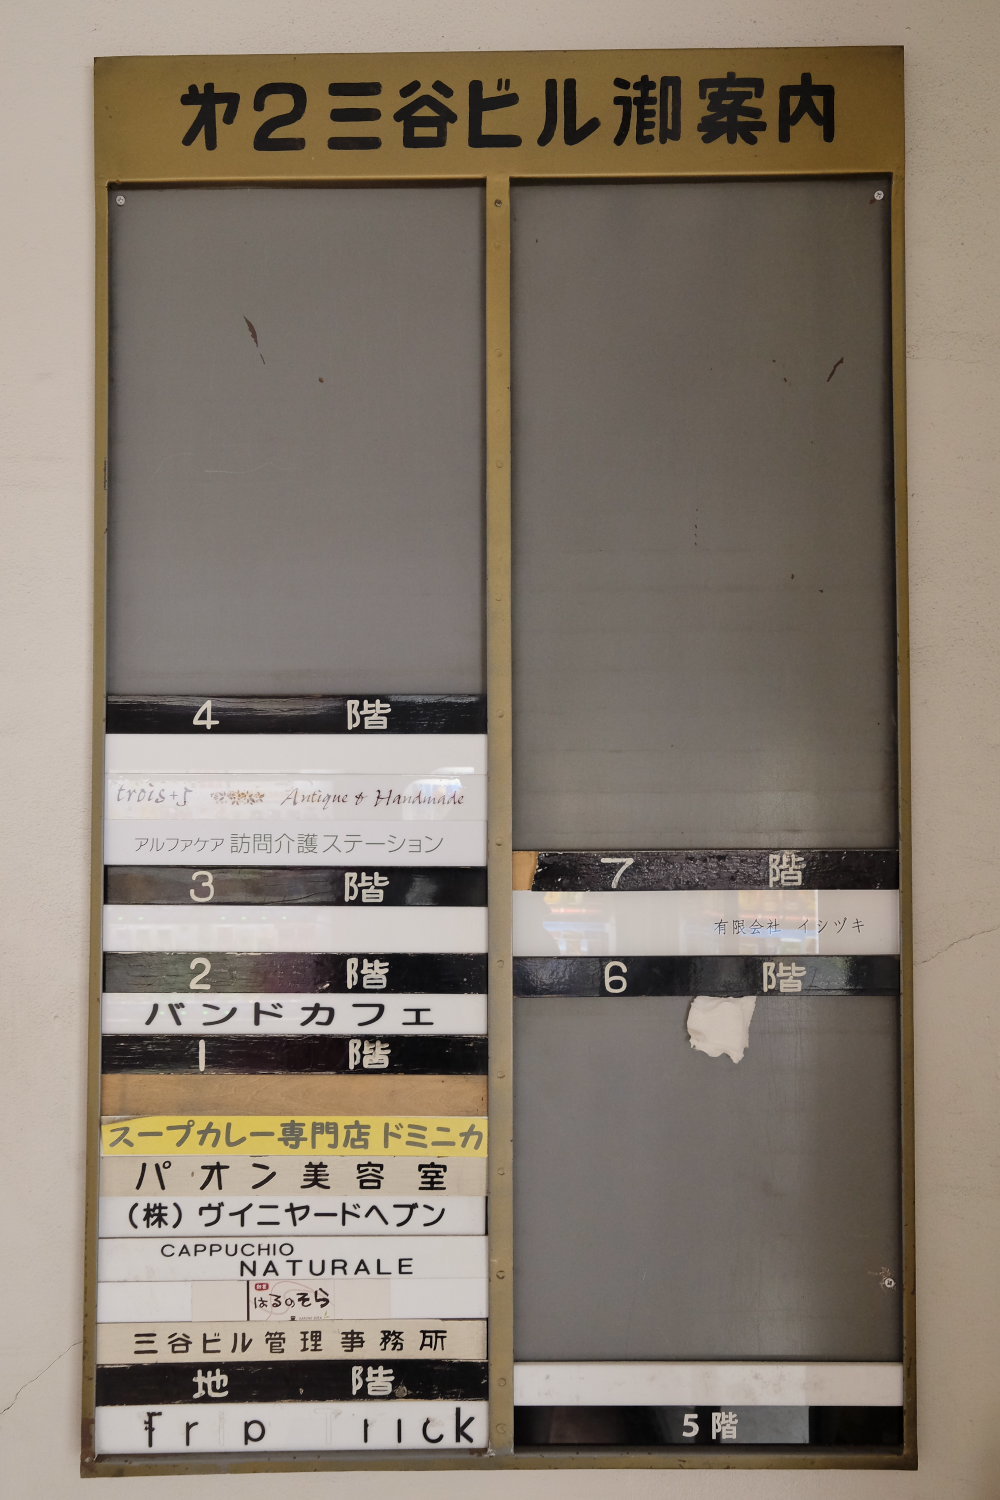 第2三谷ビル御案内
4 階
trois+5 Antique & Handmade
アルファケア訪問介護ステーション
3 階
2 階
バンドカフェ
1 階
スープカレー専門店ドミニカ
パオン美容室
(株)ヴイニヤードヘブン
CAPPUCHIO
NATURALE
はるのそら
三谷ビル管理事務所
地 階
7 階
有限会社 イシヅキ
6 階
5階